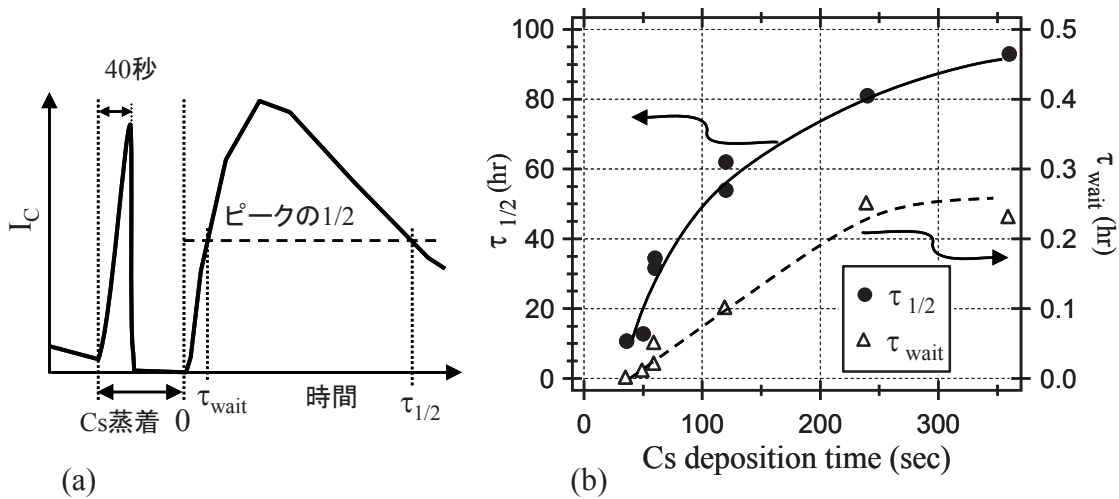 40秒
I_C
ピークの1/2
Cs蒸着
0
τ_wait
時間
τ_1/2
(a)
100
80
60
40
20
0
τ_1/2 (hr)
0.5
0.4
0.3
0.2
0.1
0.0
τ_wait (hr)
τ_1/2
τ_wait
0 100 200 300
Cs deposition time (sec)
(b)